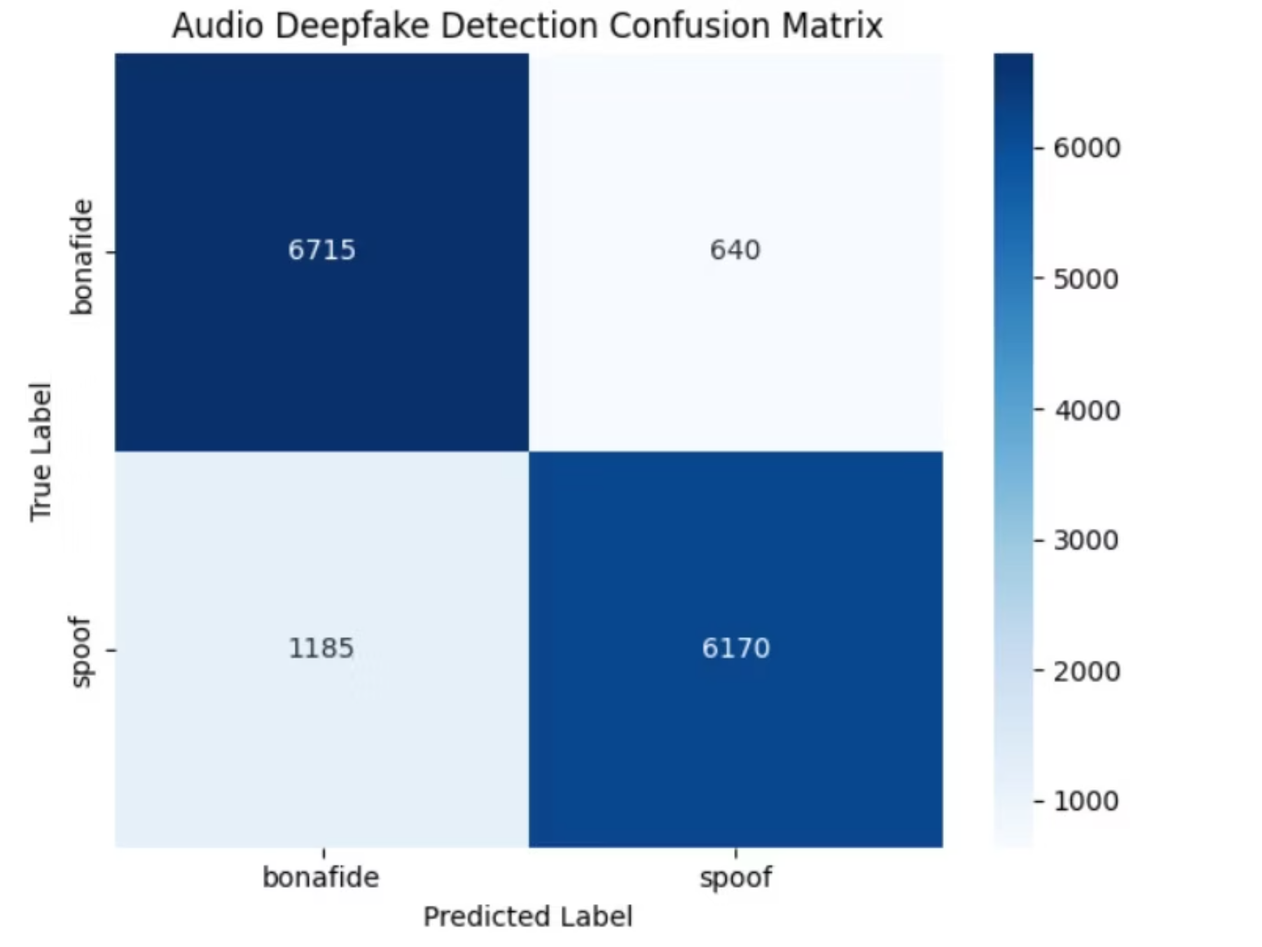 Audio Deepfake Detection Confusion Matrix
True Label
bonafide
6715
640
spoof
1185
6170
bonafide
spoof
Predicted Label
6000
5000
4000
3000
2000
1000